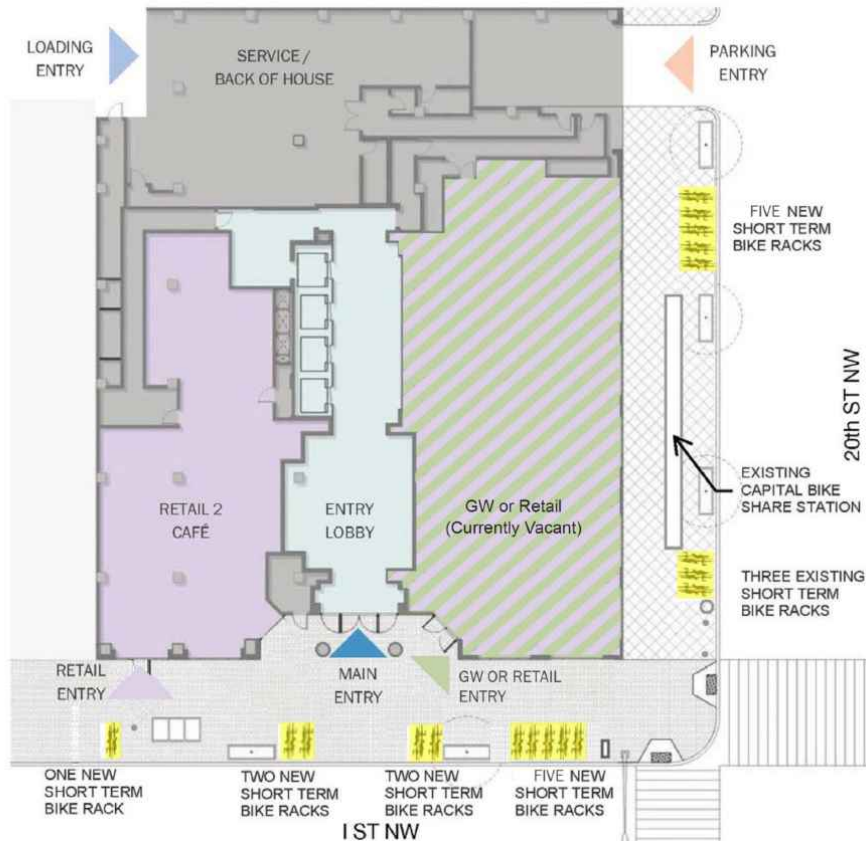 LOADING
ENTRY
SERVICE /
BACK OF HOUSE
PARKING
ENTRY
FIVE NEW
SHORT TERM
BIKE RACKS
20th ST NW
EXISTING
CAPITAL BIKE
SHARE STATION
RETAIL 2
CAFÉ
ENTRY
LOBBY
GW or Retail
(Currently Vacant)
THREE EXISTING
SHORT TERM
BIKE RACKS
RETAIL
ENTRY
MAIN
ENTRY
GW OR RETAIL
ENTRY
ONE NEW
SHORT TERM
BIKE RACK
TWO NEW
SHORT TERM
BIKE RACKS
TWO NEW
SHORT TERM
BIKE RACKS
FIVE NEW
SHORT TERM
BIKE RACKS
I ST NW